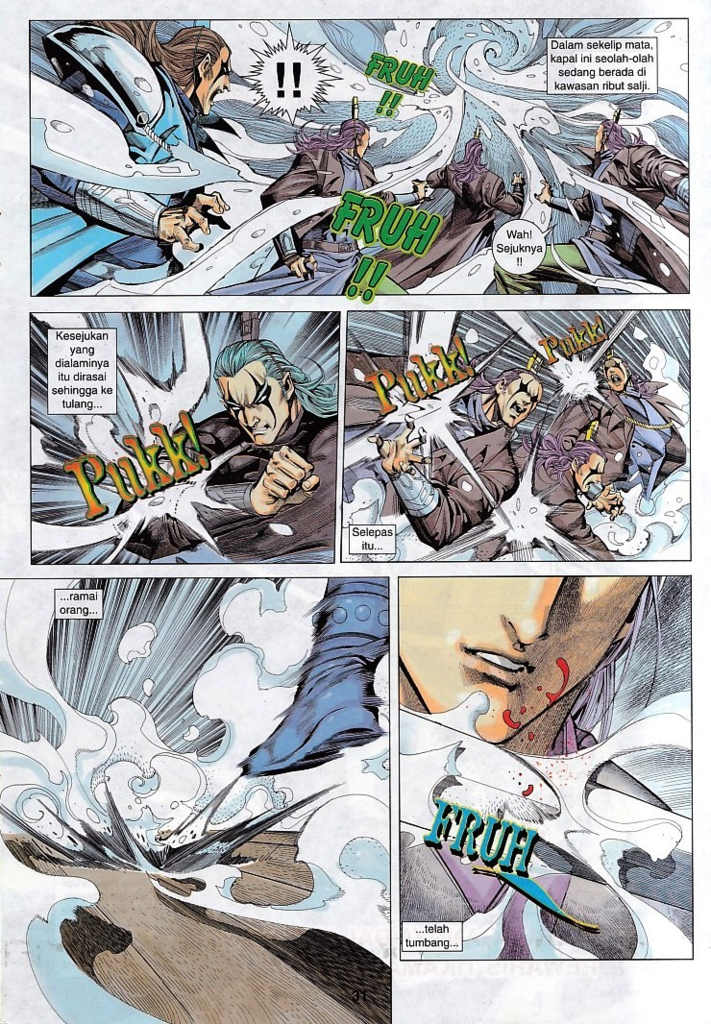 !!
FRUH
!!
Dalam sekelip mata,
kapal ini seolah-olah
sedang berada di
kawasan ribut salji.
FRUH
!!
Wah!
Sejuknya
!!
Kesejukan
yang
dialaminya
itu dirasai
sehingga ke
tulang...
Pukk!
Pukk!
Pukk!
Selepas
itu...
...ramai
orang...
FRUH
...telah
tumbang...
31